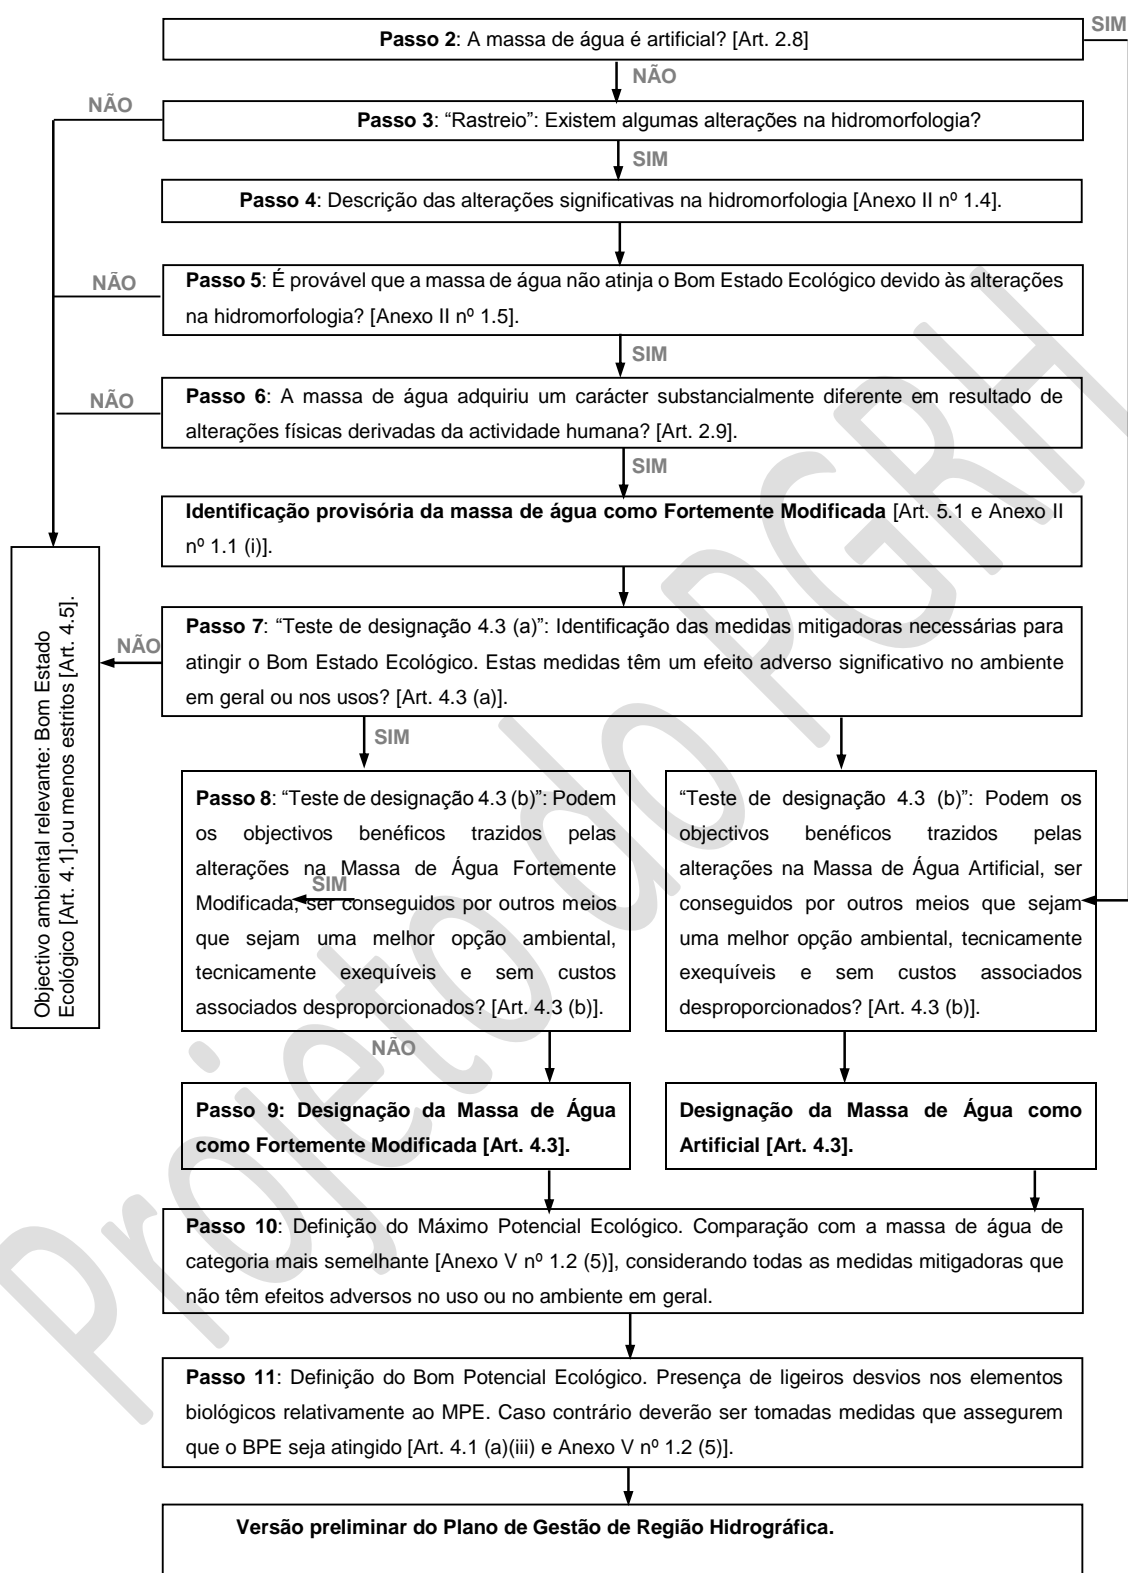 SIM
Passo 2: A massa de água é artificial? [Art. 2.8]
NÃO
NÃO
Passo 3: “Rastreio”: Existem algumas alterações na hidromorfologia?
SIM
Passo 4: Descrição das alterações significativas na hidromorfologia [Anexo II nº 1.4].
NÃO
Passo 5: É provável que a massa de água não atinja o Bom Estado Ecológico devido às alterações
na hidromorfologia? [Anexo II nº 1.5].
SIM
NÃO
Passo 6: A massa de água adquiriu um carácter substancialmente diferente em resultado de
alterações físicas derivadas da actividade humana? [Art. 2.9].
SIM
Identificação provisória da massa de água como Fortemente Modificada [Art. 5.1 e Anexo II
nº 1.1 (i)].
Objectivo ambiental relevante: Bom Estado
Ecológico [Art. 4.1].ou menos estritos [Art. 4.5].
NÃO
Passo 7: “Teste de designação 4.3 (a)”: Identificação das medidas mitigadoras necessárias para
atingir o Bom Estado Ecológico. Estas medidas têm um efeito adverso significativo no ambiente
em geral ou nos usos? [Art. 4.3 (a)].
SIM
Passo 8: “Teste de designação 4.3 (b)”: Podem
os objectivos benéficos trazidos pelas
alterações na Massa de Água Fortemente
SIM
Modificada, ser conseguidos por outros meios
que sejam uma melhor opção ambiental,
tecnicamente exequíveis e sem custos
associados desproporcionados? [Art. 4.3 (b)].
“Teste de designação 4.3 (b)”: Podem os
objectivos benéficos trazidos pelas
alterações na Massa de Água Artificial, ser
conseguidos por outros meios que sejam
uma melhor opção ambiental, tecnicamente
exequíveis e sem custos associados
desproporcionados? [Art. 4.3 (b)].
NÃO
Passo 9: Designação da Massa de Água
como Fortemente Modificada [Art. 4.3].
Designação da Massa de Água como
Artificial [Art. 4.3].
Passo 10: Definição do Máximo Potencial Ecológico. Comparação com a massa de água de
categoria mais semelhante [Anexo V nº 1.2 (5)], considerando todas as medidas mitigadoras que
não têm efeitos adversos no uso ou no ambiente em geral.
Passo 11: Definição do Bom Potencial Ecológico. Presença de ligeiros desvios nos elementos
biológicos relativamente ao MPE. Caso contrário deverão ser tomadas medidas que assegurem
que o BPE seja atingido [Art. 4.1 (a)(iii) e Anexo V nº 1.2 (5)].
Versão preliminar do Plano de Gestão de Região Hidrográfica.
Projeto do PGRH